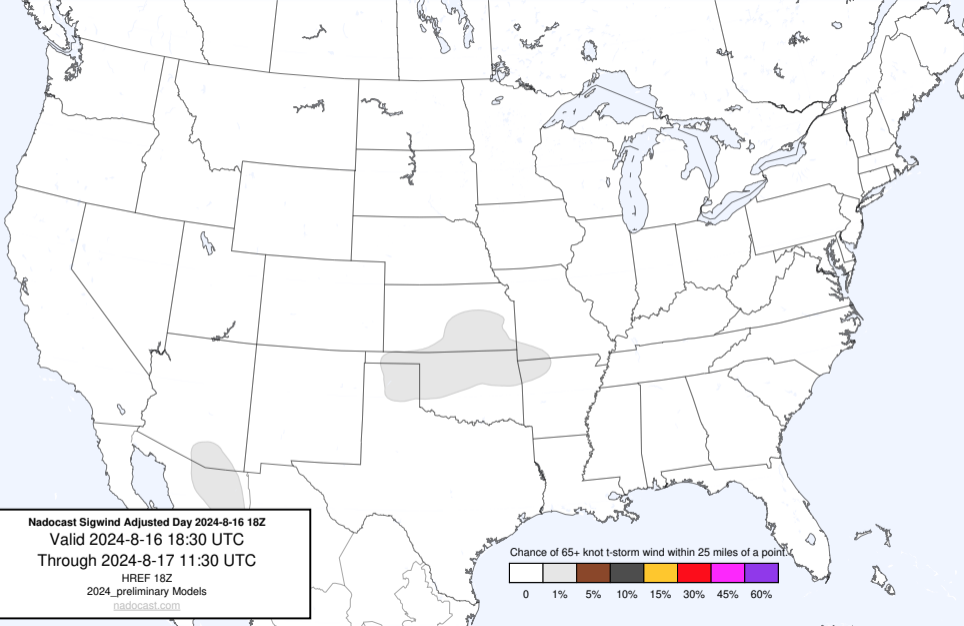 Nadocast Sigwind Adjusted Day 2024-8-16 18Z
Valid 2024-8-16 18:30 UTC
Through 2024-8-17 11:30 UTC
HREF 18Z
2024_preliminary Models
nadocast.com
Chance of 65+ knot t-storm wind within 25 miles of a point.
0 1% 5% 10% 15% 30% 45% 60%